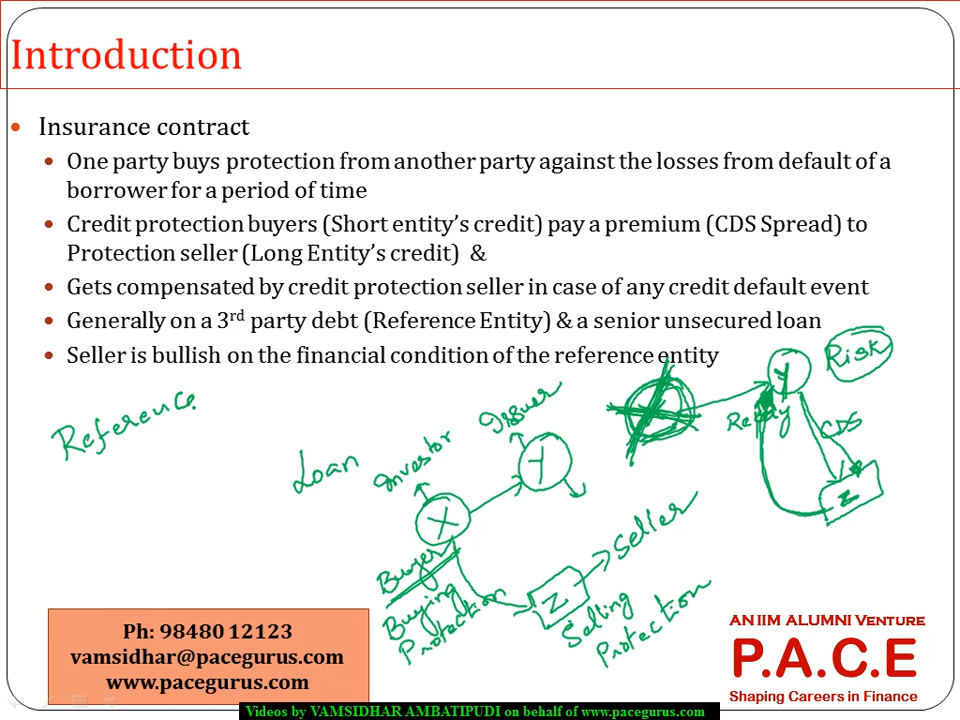 Introduction
Insurance contract
One party buys protection from another party against the losses from default of a
borrower for a period of time
Credit protection buyers (Short entity's credit) pay a premium (CDS Spread) to
Protection seller (Long Entity's credit) &
Gets compensated by credit protection seller in case of any credit default event
Generally on a 3rd party debt (Reference Entity) & a senior unsecured loan
Seller is bullish on the financial condition of the reference entity
Risk
Y
Reference
Issuer
CDS
Loan
Investor
Y
Z
X
Seller
Buyer
Buying
Protection
Z
Selling
Protection
Ph: 98480 12123
vamsidhar@pacegurus.com
www.pacegurus.com
AN IIM ALUMNI VENTURE
P.A.C.E
Shaping Careers in Finance
Videos by VAMSIDHAR AMBATIPUDI on behalf of www.pacegurus.com